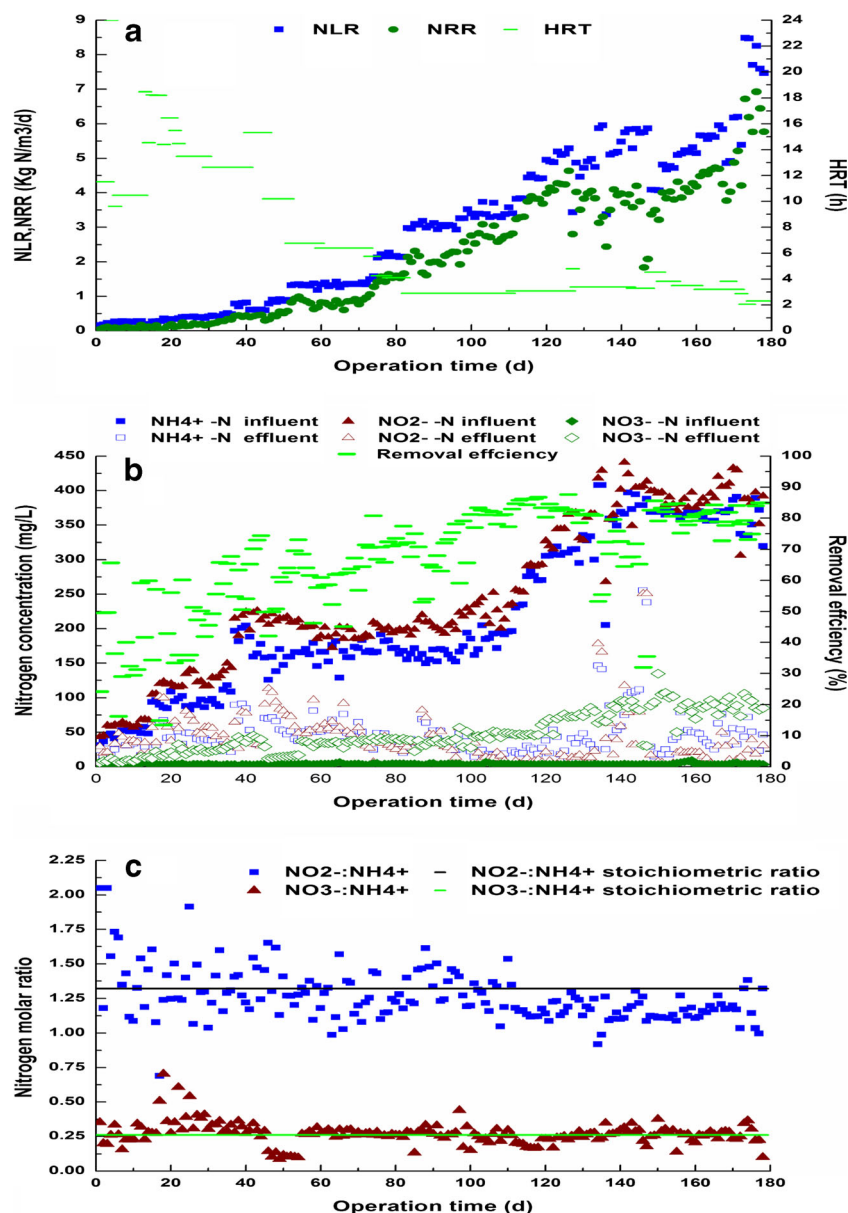 a
NLR NRR HRT
NLR,NRR (Kg N/m3/d)
9
8
7
6
5
4
3
2
1
0
24
22
20
18
16
14
12
10
8
6
4
2
0
HRT (h)
0 20 40 60 80 100 120 140 160 180
Operation time (d)
NH4+ -N influent NO2- -N influent NO3- -N influent
NH4+ -N effluent NO2- -N effluent NO3- -N effluent
Removal effciency
b
Nitrogen concentration (mg/L)
450
400
350
300
250
200
150
100
50
0
100
90
80
70
60
50
40
30
20
10
0
Removal effciency (%)
0 20 40 60 80 100 120 140 160 180
Operation time (d)
c
NO2-:NH4+ NO2-:NH4+ stoichiometric ratio
NO3-:NH4+ NO3-:NH4+ stoichiometric ratio
Nitrogen molar ratio
2.25
2.00
1.75
1.50
1.25
1.00
0.75
0.50
0.25
0.00
0 20 40 60 80 100 120 140 160 180
Operation time (d)